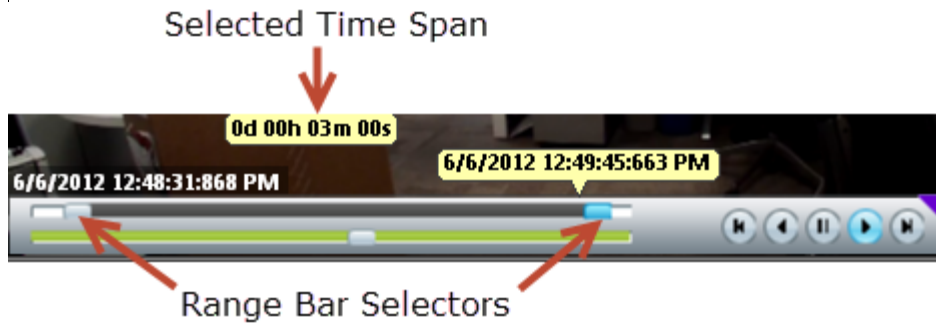 Selected Time Span
0d 00h 03m 00s
6/6/2012 12:49:45:663 PM
6/6/2012 12:48:31:868 PM
Range Bar Selectors